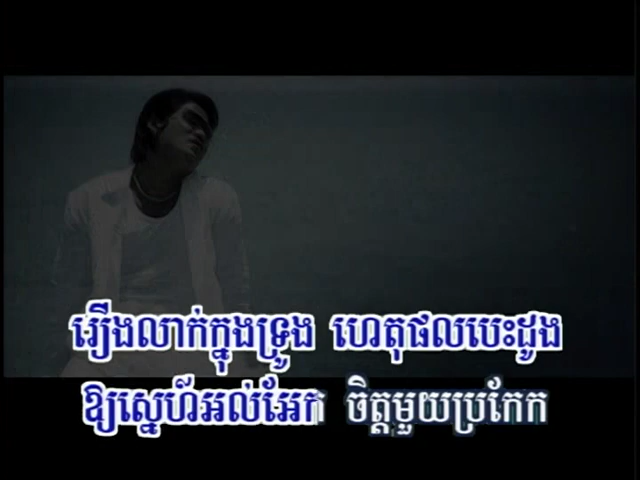 រឿងលាក់ក្នុងទ្រូង ហេតុផលបេះដូង
ឱ្យស្នេហ៍អល់អែក ចិត្តមួយប្រកែក